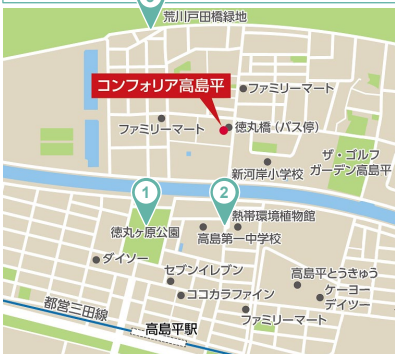 荒川戸田橋緑地
コンフォリア高島平
ファミリーマート
ファミリーマート
徳丸橋（バス停）
ザ・ゴルフ
ガーデン高島平
新河岸小学校
1
2
熱帯環境植物館
徳丸ヶ原公園
高島第一中学校
ダイソー
セブンイレブン
高島平とうきゅう
ココカラファイン
ケーヨー
デイツー
都営三田線
ファミリーマート
高島平駅